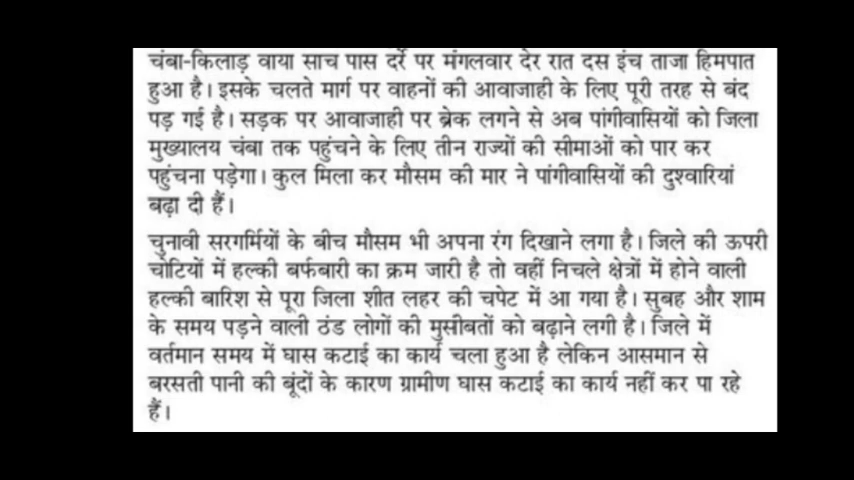 चंबा-किलाड़ वाया साच पास दर्रे पर मंगलवार देर रात दस इंच ताजा हिमपात
हुआ है। इसके चलते मार्ग पर वाहनों की आवाजाही के लिए पूरी तरह से बंद
पड़ गई है। सड़क पर आवाजाही पर ब्रेक लगने से अब पांगीवासियों को जिला
मुख्यालय चंबा तक पहुंचने के लिए तीन राज्यों की सीमाओं को पार कर
पहुंचना पड़ेगा। कुल मिला कर मौसम की मार ने पांगीवासियों की दुश्वारियां
बढ़ा दी हैं।
चुनावी सरगर्मियों के बीच मौसम भी अपना रंग दिखाने लगा है। जिले की ऊपरी
चोटियों में हल्की बर्फबारी का क्रम जारी है तो वहीं निचले क्षेत्रों में होने वाली
हल्की बारिश से पूरा जिला शीत लहर की चपेट में आ गया है। सुबह और शाम
के समय पड़ने वाली ठंड लोगों की मुसीबतों को बढ़ाने लगी है। जिले में
वर्तमान समय में घास कटाई का कार्य चला हुआ है लेकिन आसमान से
बरसती पानी की बूंदों के कारण ग्रामीण घास कटाई का कार्य नहीं कर पा रहे
हैं।